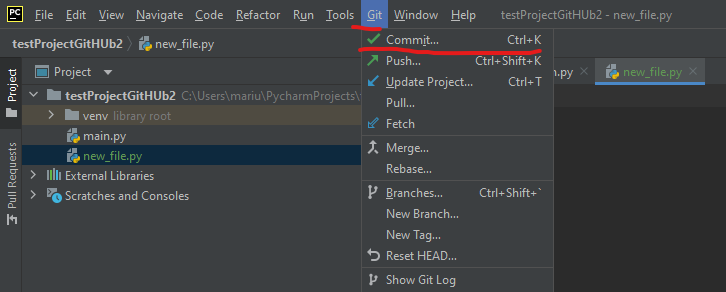 PC File Edit View Navigate Code Refactor Run Tools Git Window Help testProjectGitHUb2 - new_file.py
testProjectGitHUb2 new_file.py
Project
Pull Requests
Project
testProjectGitHUb2 C:\Users\mariu\PycharmProjects\
venv library root
main.py
new_file.py
External Libraries
Scratches and Consoles
Commit... Ctrl+K
Push... Ctrl+Shift+K
Update Project... Ctrl+T
Pull...
Fetch
Merge...
Rebase...
Branches... Ctrl+Shift+`
New Branch...
New Tag...
Reset HEAD...
Show Git Log
n.py new_file.py